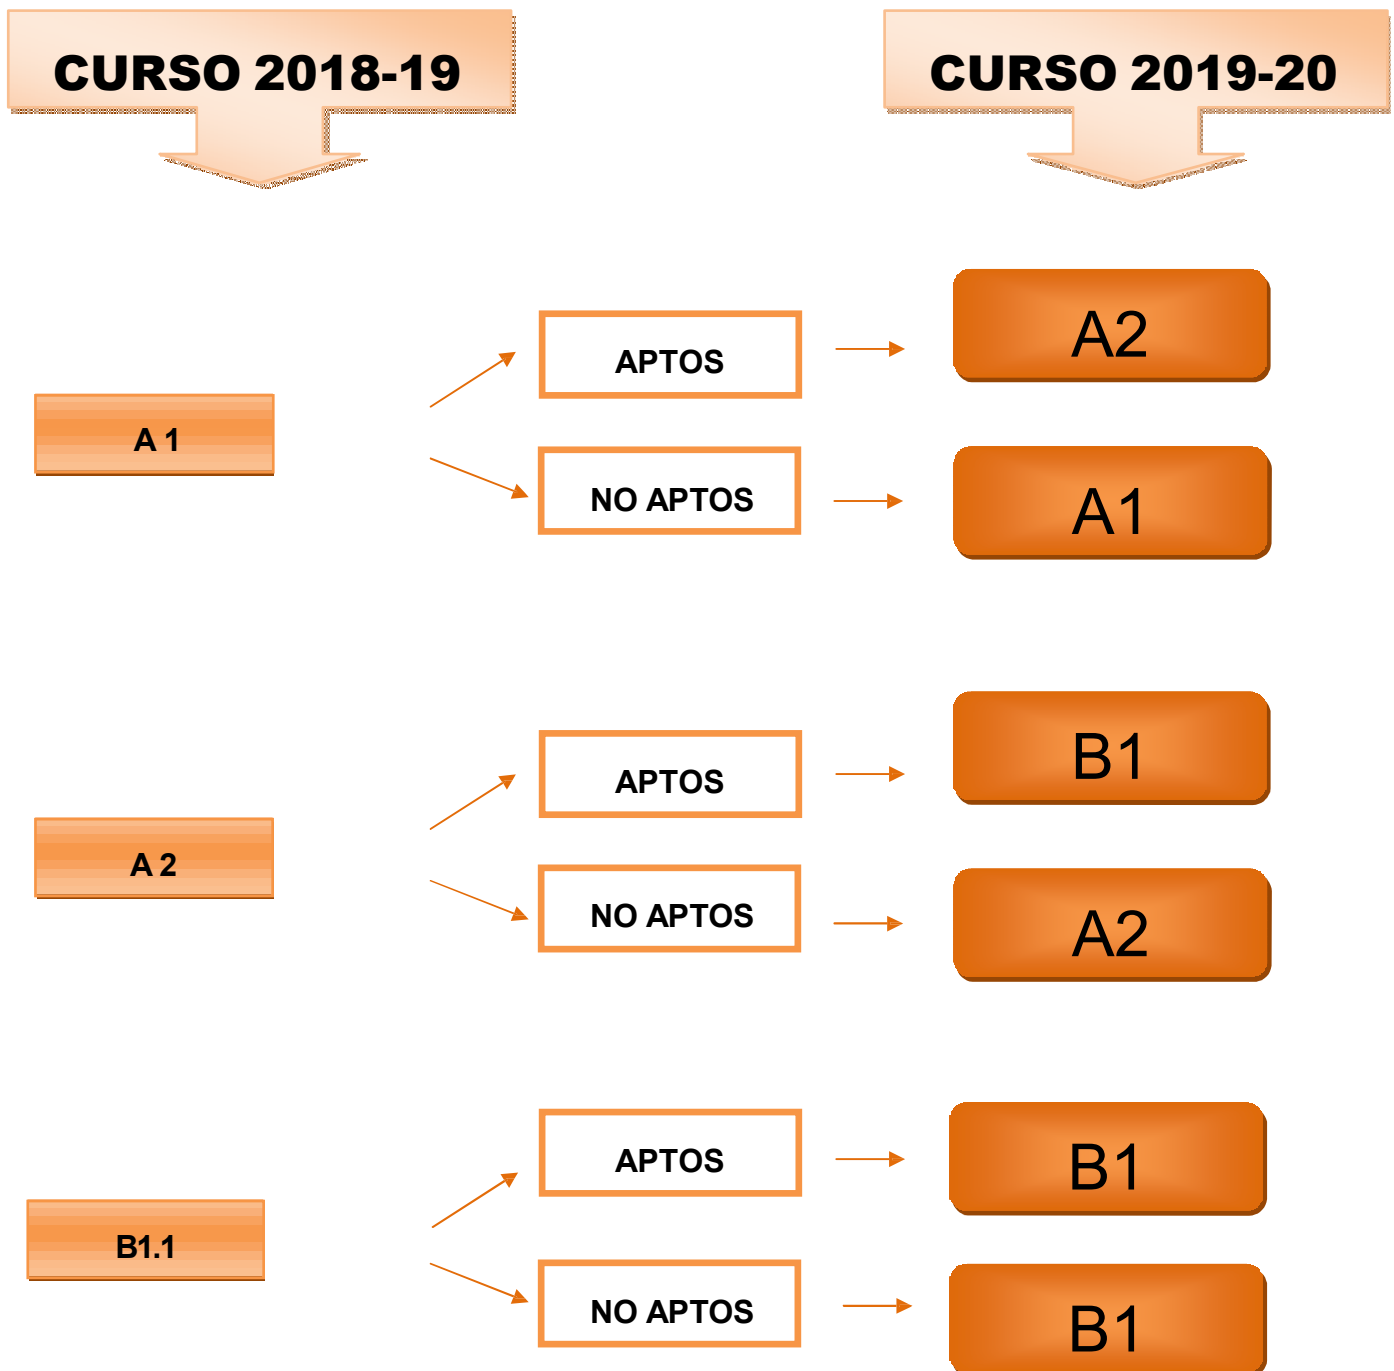 CURSO 2018-19
CURSO 2019-20
A 1
APTOS
A2
NO APTOS
A1
A 2
APTOS
B1
NO APTOS
A2
B1.1
APTOS
B1
NO APTOS
B1